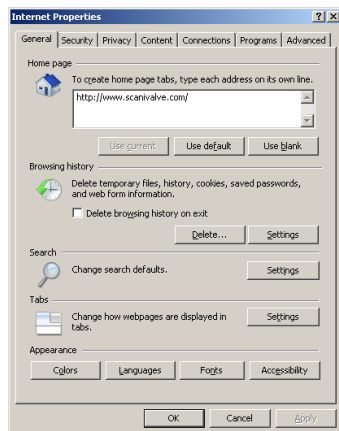 Internet Properties
General Security Privacy Content Connections Programs Advanced
Home page
To create home page tabs, type each address on its own line.
http://www.scanivalve.com/
Use current Use default Use blank
Browsing history
Delete temporary files, history, cookies, saved passwords,
and web form information.
Delete browsing history on exit
Delete... Settings
Search
Change search defaults. Settings
Tabs
Change how webpages are displayed in
tabs. Settings
Appearance
Colors Languages Fonts Accessibility
OK Cancel Apply